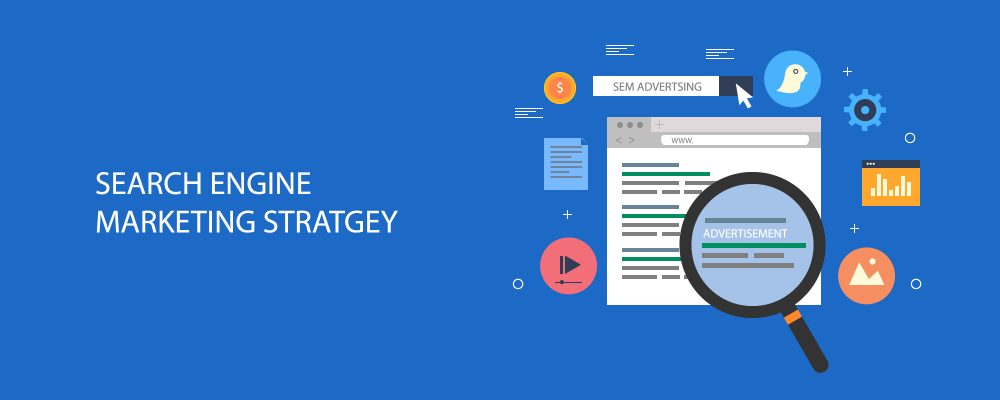 SEARCH ENGINE
MARKETING STRATGEY
$
SEM ADVERTSING
WWW.
ADVERTISEMENT